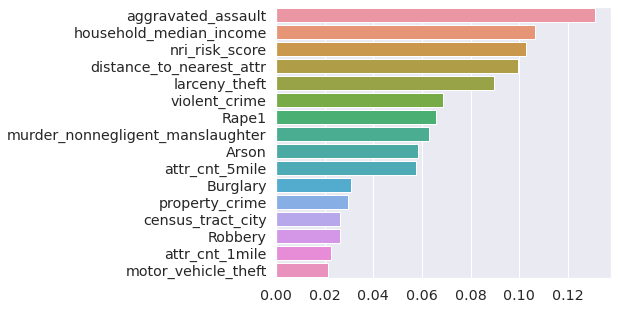 aggravated_assault
household_median_income
nri_risk_score
distance_to_nearest_attr
larceny_theft
violent_crime
Rape1
murder_nonnegligent_manslaughter
Arson
attr_cnt_5mile
Burglary
property_crime
census_tract_city
Robbery
attr_cnt_1mile
motor_vehicle_theft
0.00 0.02 0.04 0.06 0.08 0.10 0.12